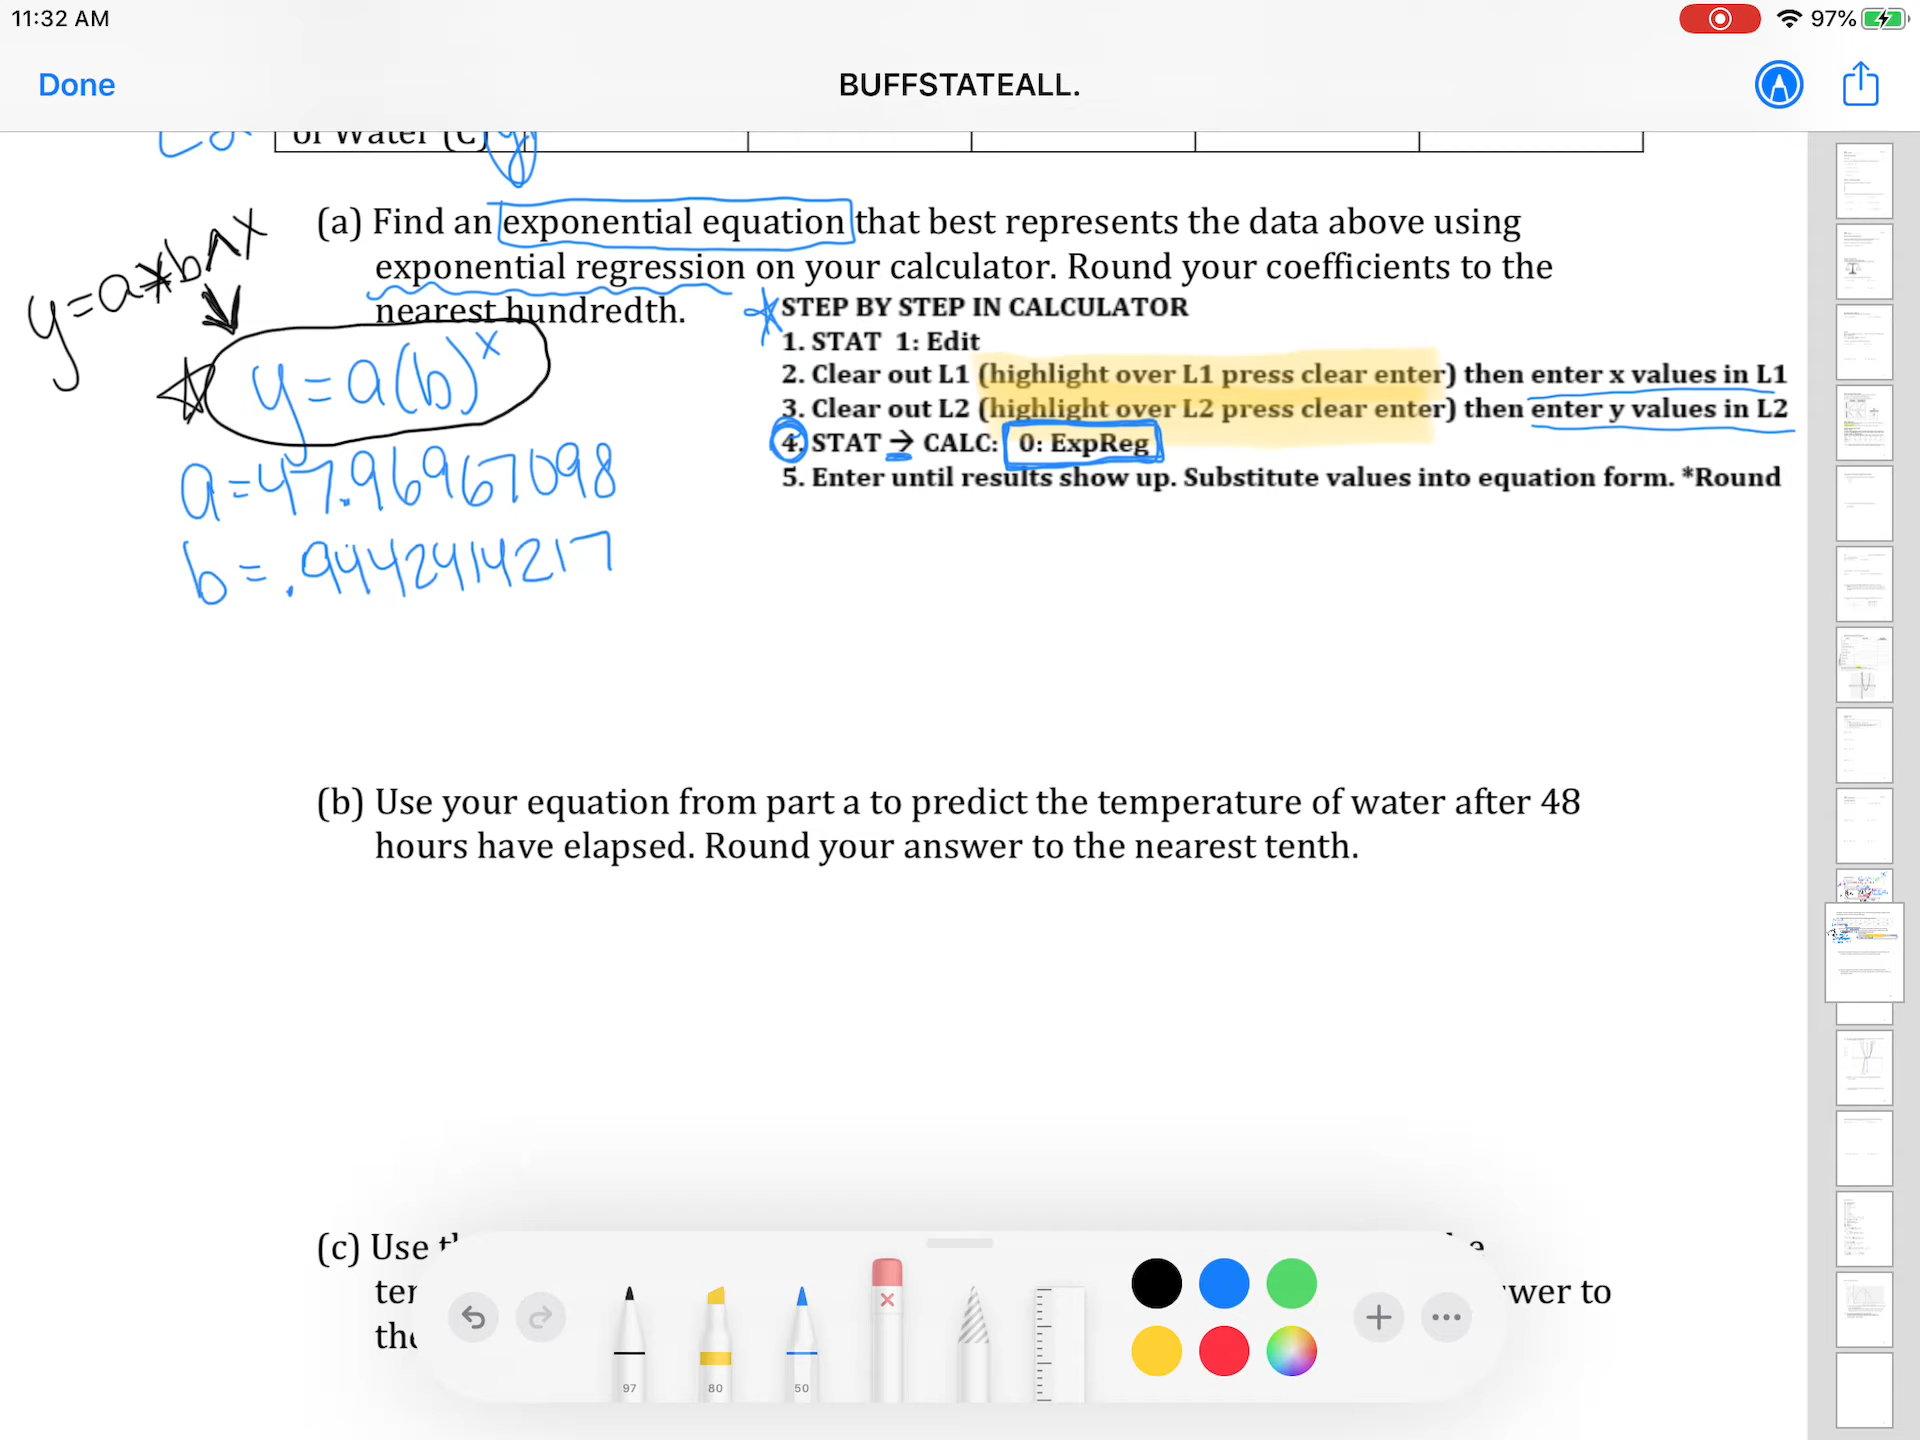 11:32 AM
97%
Done
BUFFSTATEALL.
of Water (C)
(y)
(a) Find an exponential equation that best represents the data above using
exponential regression on your calculator. Round your coefficients to the
nearest hundredth.
y=a*b^x
*STEP BY STEP IN CALCULATOR
1. STAT 1: Edit
2. Clear out L1 (highlight over L1 press clear enter) then enter x values in L1
3. Clear out L2 (highlight over L2 press clear enter) then enter y values in L2
4. STAT → CALC: 0: ExpReg
5. Enter until results show up. Substitute values into equation form. *Round
y=a(b)^x
a=47.96967098
b=.9442414217
(b) Use your equation from part a to predict the temperature of water after 48
hours have elapsed. Round your answer to the nearest tenth.
(c) Use
wer to
97
80
50